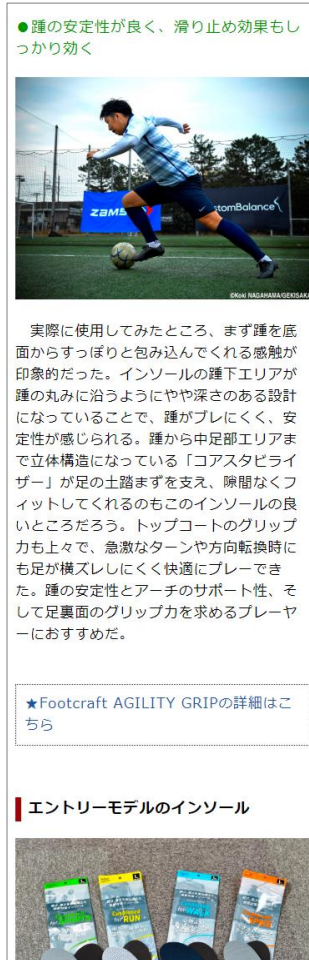 ●踵の安定性が良く、滑り止め効果もし
っかり効く
ZAMS
stomBalance
©Koki NAGAHAMA/GEKISAKA
　実際に使用してみたところ、まず踵を底
面からすっぽりと包み込んでくれる感触が
印象的だった。インソールの踵下エリアが
踵の丸みに沿うようにやや深さのある設計
になっていることで、踵がブレにくく、安
定性が感じられる。踵から中足部エリアま
で立体構造になっている「コアスタビライ
ザー」が足の土踏まずを支え、隙間なくフ
ィットしてくれるのもこのインソールの良
いところだろう。トップコートのグリップ
力も上々で、急激なターンや方向転換時に
も足が横ズレしにくく快適にプレーでき
た。踵の安定性とアーチのサポート性、そ
して足裏面のグリップ力を求めるプレーヤ
ーにおすすめだ。
★Footcraft AGILITY GRIPの詳細はこ
ちら
エントリーモデルのインソール
L
L
L
L
RUN